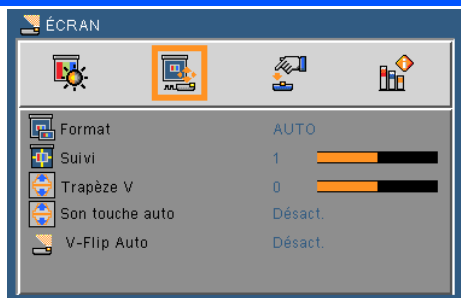 ÉCRAN
Format AUTO
Suivi 1
Trapèze V 0
Son touche auto Désact.
V-Flip Auto Désact.